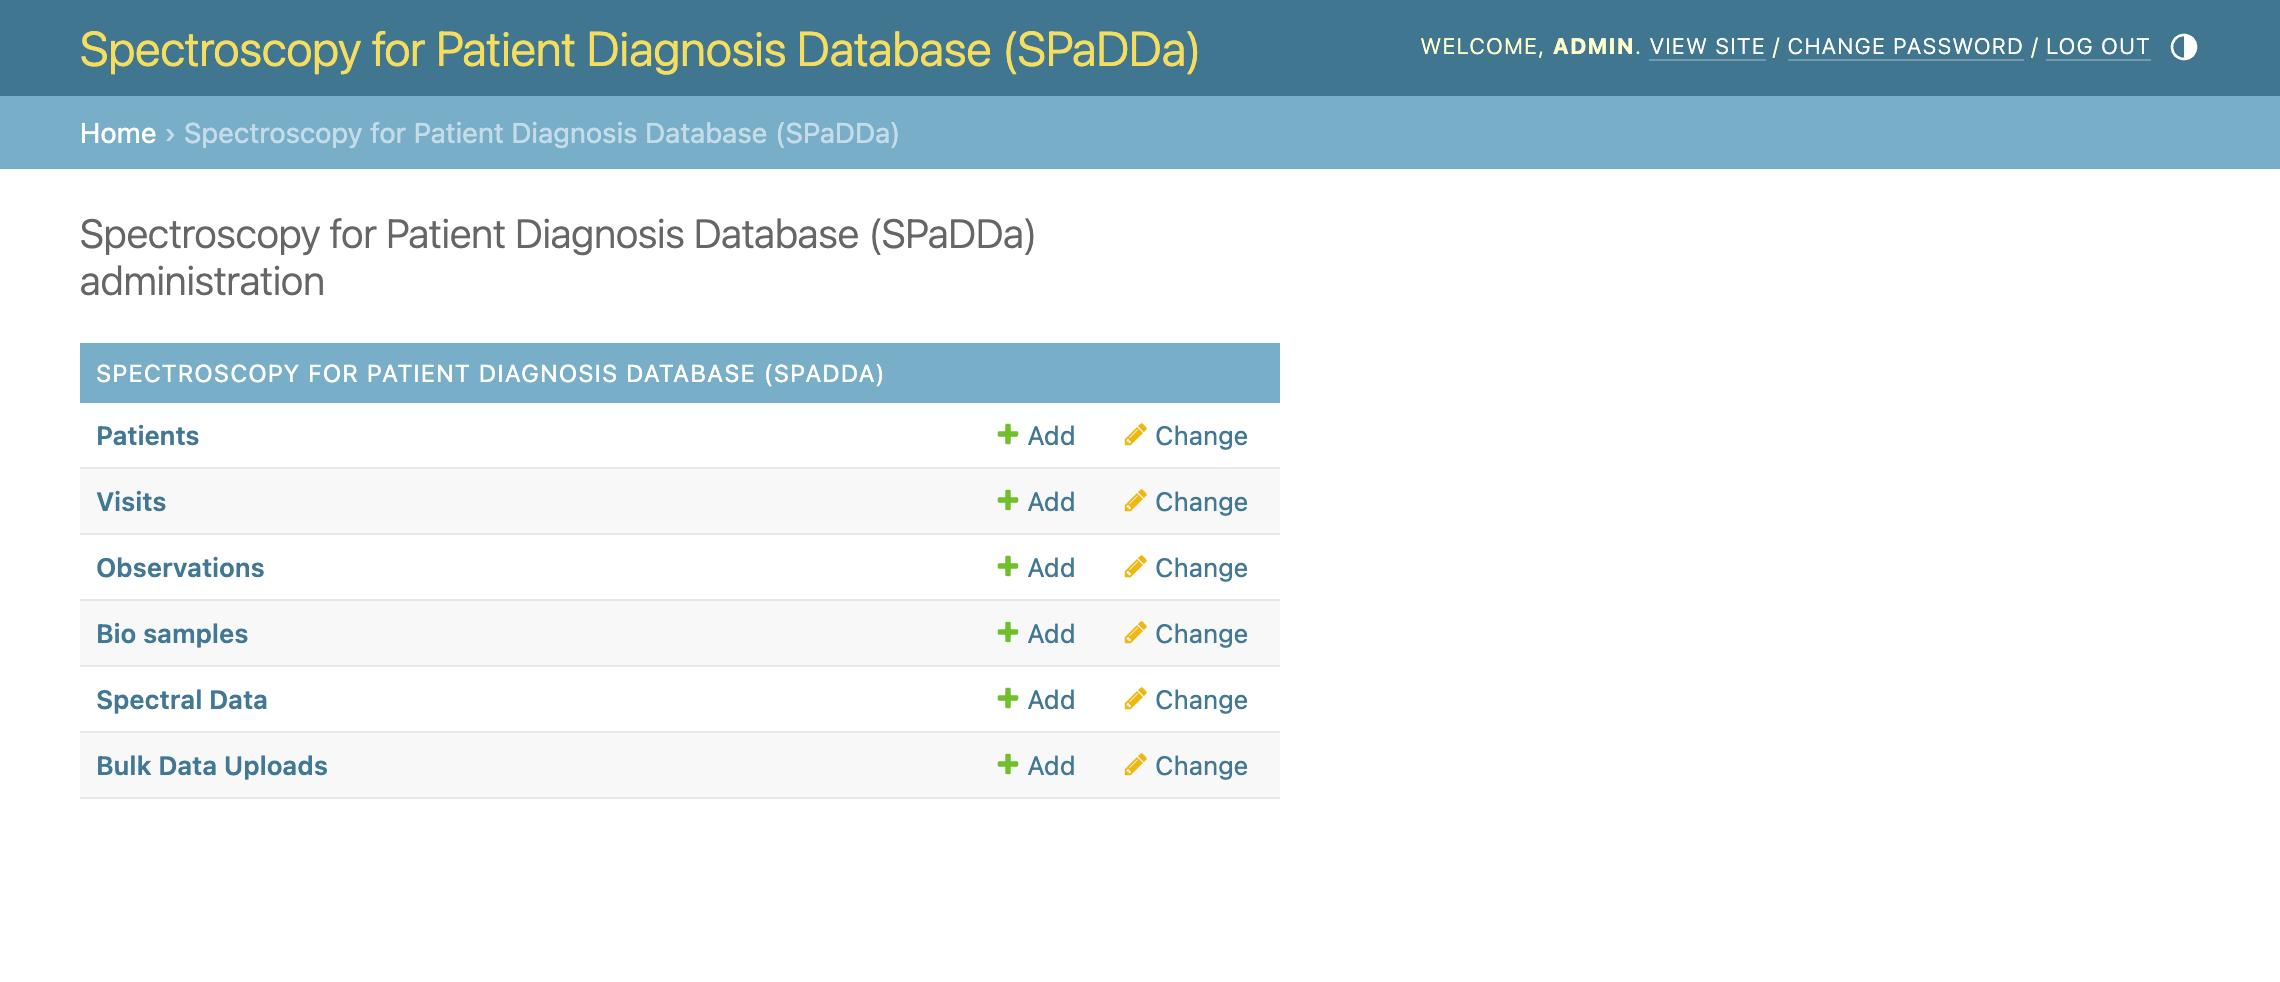 Spectroscopy for Patient Diagnosis Database (SPaDDa)
WELCOME, ADMIN. VIEW SITE / CHANGE PASSWORD / LOG OUT
Home › Spectroscopy for Patient Diagnosis Database (SPaDDa)
Spectroscopy for Patient Diagnosis Database (SPaDDa)
administration
SPECTROSCOPY FOR PATIENT DIAGNOSIS DATABASE (SPADDA)
Patients Add Change
Visits Add Change
Observations Add Change
Bio samples Add Change
Spectral Data Add Change
Bulk Data Uploads Add Change